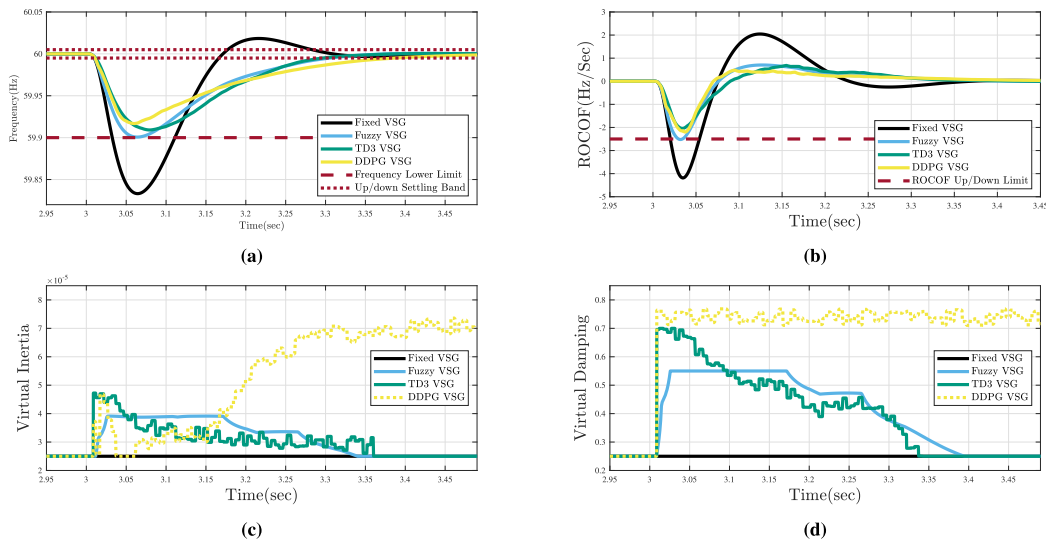 60.05
60
59.95
59.9
59.85
Frequency(Hz)
Fixed VSG
Fuzzy VSG
TD3 VSG
DDPG VSG
Frequency Lower Limit
Up/down Settling Band
2.95 3 3.05 3.1 3.15 3.2 3.25 3.3 3.35 3.4 3.45
Time(sec)
(a)
3
2
1
0
-1
-2
-3
-4
-5
ROCOF(Hz/Sec)
Fixed VSG
Fuzzy VSG
TD3 VSG
DDPG VSG
ROCOF Up/Down Limit
2.95 3 3.05 3.1 3.15 3.2 3.25 3.3 3.35 3.4 3.45
Time(sec)
(b)
×10⁻⁵
8
7
6
5
4
3
2
Virtual Inertia
Fixed VSG
Fuzzy VSG
TD3 VSG
DDPG VSG
2.95 3 3.05 3.1 3.15 3.2 3.25 3.3 3.35 3.4 3.45
Time(sec)
(c)
0.8
0.7
0.6
0.5
0.4
0.3
0.2
Virtual Damping
Fixed VSG
Fuzzy VSG
TD3 VSG
DDPG VSG
2.95 3 3.05 3.1 3.15 3.2 3.25 3.3 3.35 3.4 3.45
Time(sec)
(d)